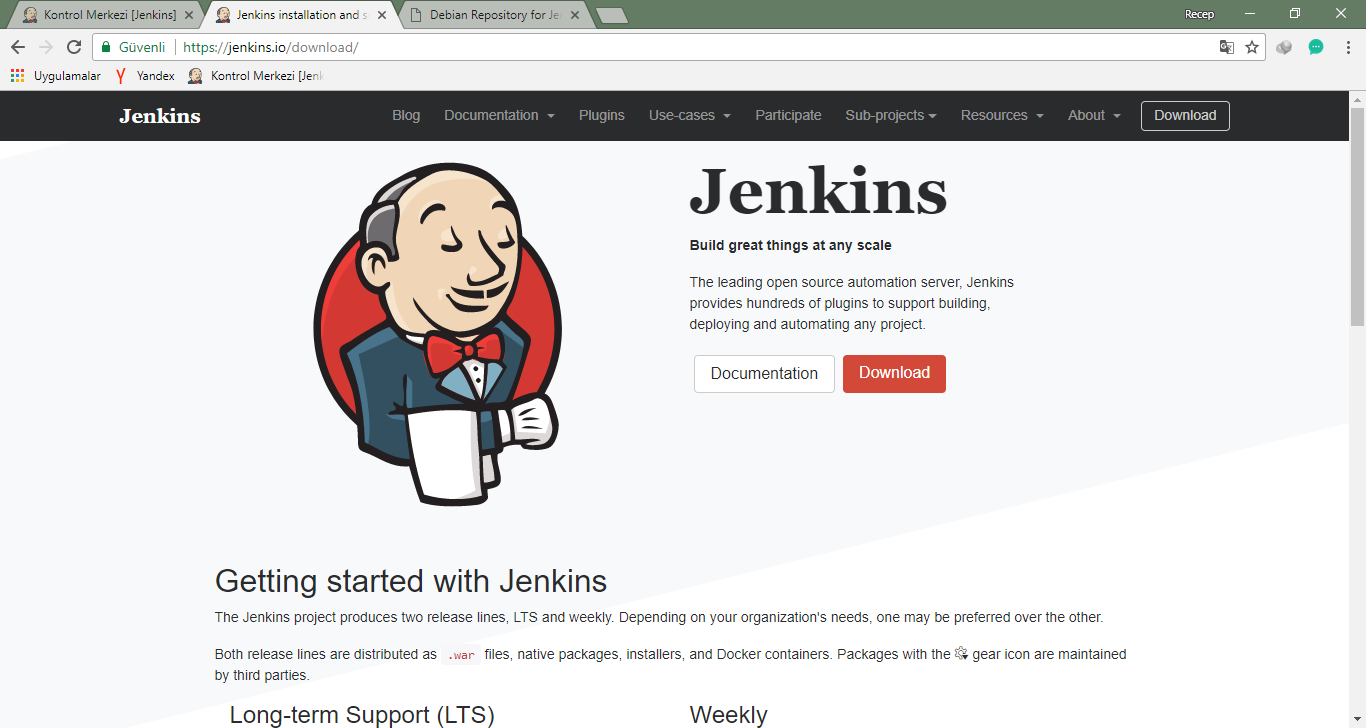 Kontrol Merkezi [Jenkins]
Jenkins installation and s
Debian Repository for Je
Recep
Güvenli
https://jenkins.io/download/
Uygulamalar
Yandex
Kontrol Merkezi [Jenk
Jenkins
Blog
Documentation
Plugins
Use-cases
Participate
Sub-projects
Resources
About
Download
Jenkins
Build great things at any scale
The leading open source automation server, Jenkins
provides hundreds of plugins to support building,
deploying and automating any project.
Documentation
Download
Getting started with Jenkins
The Jenkins project produces two release lines, LTS and weekly. Depending on your organization's needs, one may be preferred over the other.
Both release lines are distributed as .war files, native packages, installers, and Docker containers. Packages with the gear icon are maintained
by third parties.
Long-term Support (LTS)
Weekly